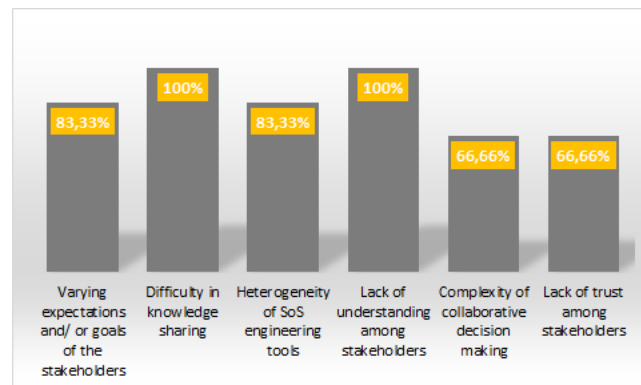 83,33%
100%
83,33%
100%
66,66%
66,66%
Varying
expectations
and/ or goals
of the
stakeholders
Difficulty in
knowledge
sharing
Heterogeneity
of SoS
engineering
tools
Lack of
understanding
among
stakeholders
Complexity of
collaborative
decision
making
Lack of trust
among
stakeholders